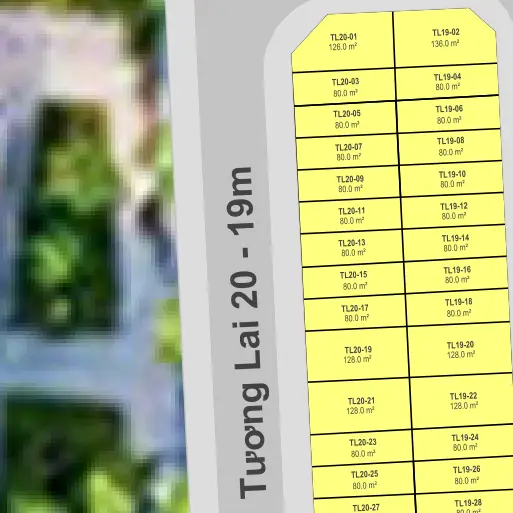 TL20-01
126.0 m²
TL19-02
136.0 m²
TL20-03
80.0 m²
TL19-04
80.0 m²
TL20-05
80.0 m²
TL19-06
80.0 m²
TL20-07
80.0 m²
TL19-08
80.0 m²
TL20-09
80.0 m²
TL19-10
80.0 m²
TL20-11
80.0 m²
TL19-12
80.0 m²
TL20-13
80.0 m²
TL19-14
80.0 m²
TL20-15
80.0 m²
TL19-16
80.0 m²
TL20-17
80.0 m²
TL19-18
80.0 m²
TL20-19
128.0 m²
TL19-20
128.0 m²
TL20-21
128.0 m²
TL19-22
128.0 m²
TL20-23
80.0 m²
TL19-24
80.0 m²
TL20-25
80.0 m²
TL19-26
80.0 m²
TL20-27
TL19-28
80.0 m²
Tương Lai 20 - 19m